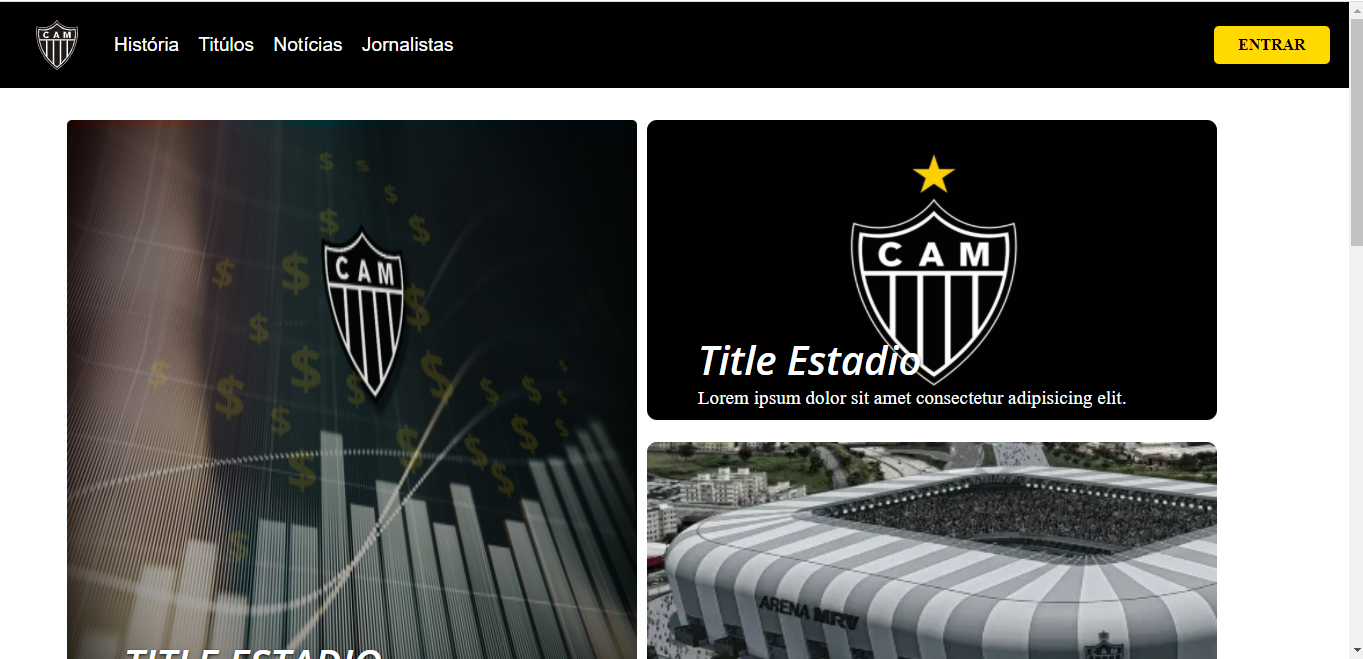 CAM
História Titúlos Notícias Jornalistas
ENTRAR
CAM
TITLE ESTADIO
CAM
Title Estadio
Lorem ipsum dolor sit amet consectetur adipisicing elit.
ARENA MRV